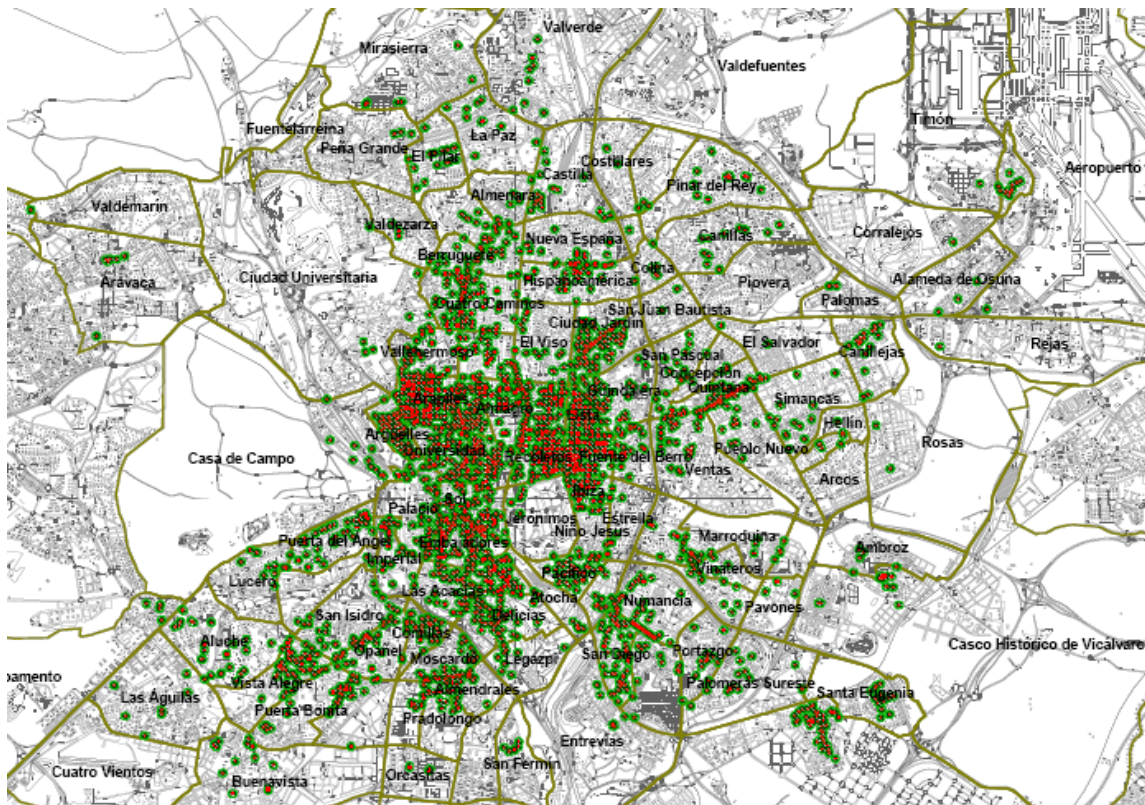 Valverde
Mirasierra
Valdefuentes
Timón
Fuentelarreina
La Paz
Peña Grande
El Pilar
Costillares
Aeropuerto
Castilla
Pinar del Rey
Almenara
Valdemarín
Valdezarza
Nueva España
Canillas
Corralejos
Berruguete
Colina
Ciudad Universitaria
Aravaca
Hispanoamérica
Piovera
Alameda de Osuna
Cuatro Caminos
Palomas
San Juan Bautista
Ciudad Jardín
El Viso
El Salvador
Rejas
Vallehermoso
San Pascual
Canillejas
Concepción
Quintana
Guindalera
Arapiles
Almagro
Lista
Simancas
Hellín
Argüelles
Rosas
Universidad
Pueblo Nuevo
Casa de Campo
Recoletos
Fuente del Berro
Ventas
Arcos
Ibiza
Sol
Palacio
Jerónimos
Estrella
Niño Jesús
Marroquina
Puerta del Angel
Embajadores
Ambroz
Imperial
Vinateros
Pacífico
Lucero
Las Acacias
Atocha
Numancia
Pavones
San Isidro
Delicias
Comillas
Aluche
Opañel
Casco Histórico de Vicálvaro
Moscardó
Legazpi
San Diego
Portazgo
pamento
Vista Alegre
Palomeras Sureste
Las Aguilas
Almendrales
Santa Eugenia
Puerta Bonita
Pradolongo
Entrevías
San Fermín
Cuatro Vientos
Orcasitas
Buenavista